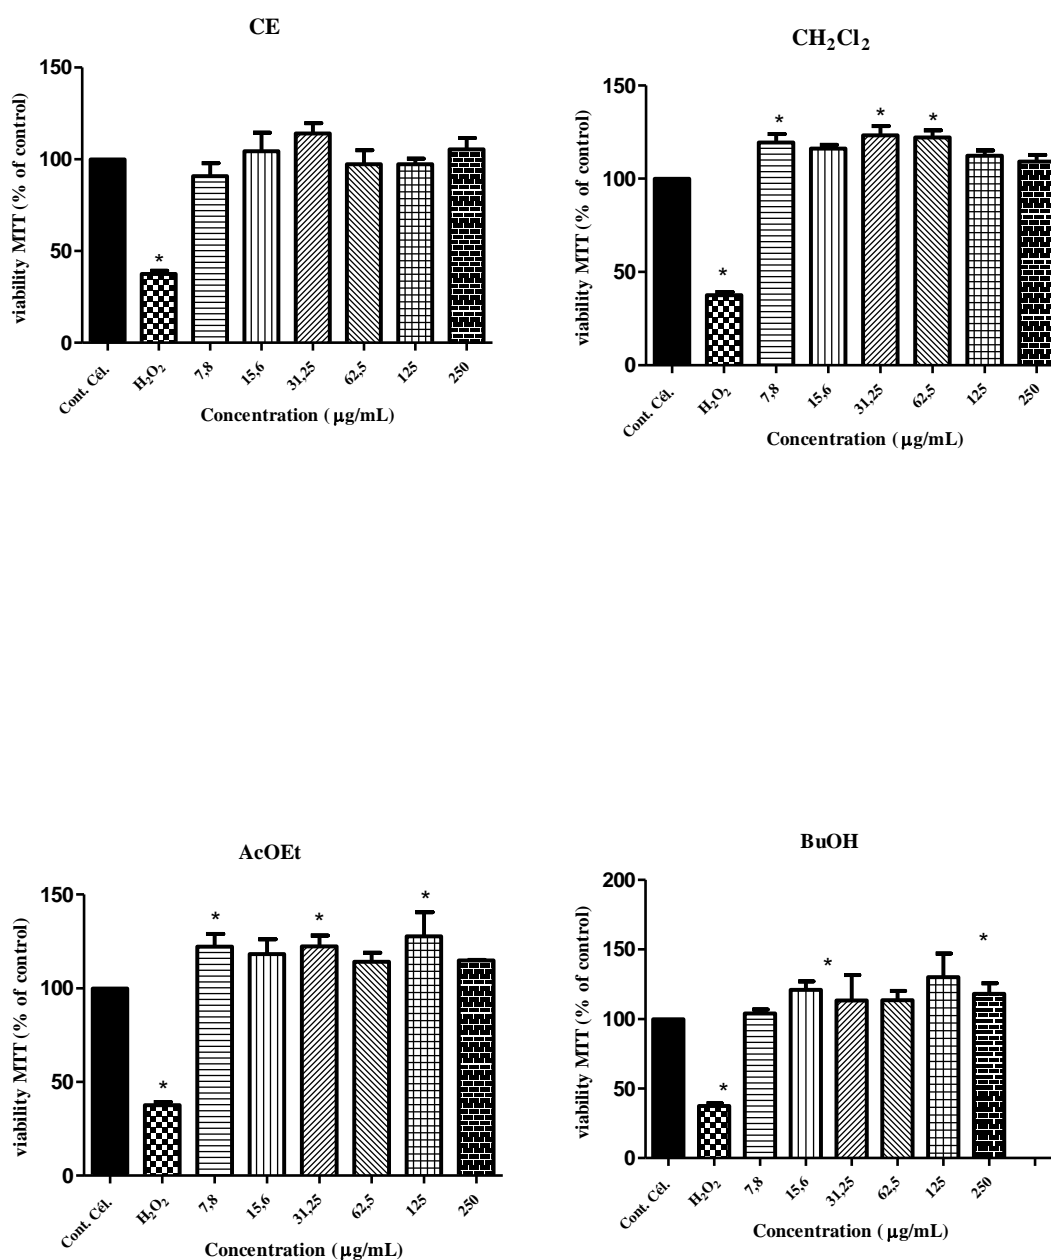 CE
viability MTT (% of control)
150
100
50
0
*
Cont. Cél.
H₂O₂
7,8
15,6
31,25
62,5
125
250
Concentration ( µg/mL)
CH₂Cl₂
viability MTT (% of control)
150
100
50
0
*
*
*
*
Cont. Cél.
H₂O₂
7,8
15,6
31,25
62,5
125
250
Concentration ( µg/mL)
AcOEt
viability MTT (% of control)
150
100
50
0
*
*
*
*
Cont. Cél.
H₂O₂
7,8
15,6
31,25
62,5
125
250
Concentration ( µg/mL)
BuOH
viability MTT (% of control)
200
150
100
50
0
*
*
*
Cont. Cél.
H₂O₂
7,8
15,6
31,25
62,5
125
250
Concentration ( µg/mL)